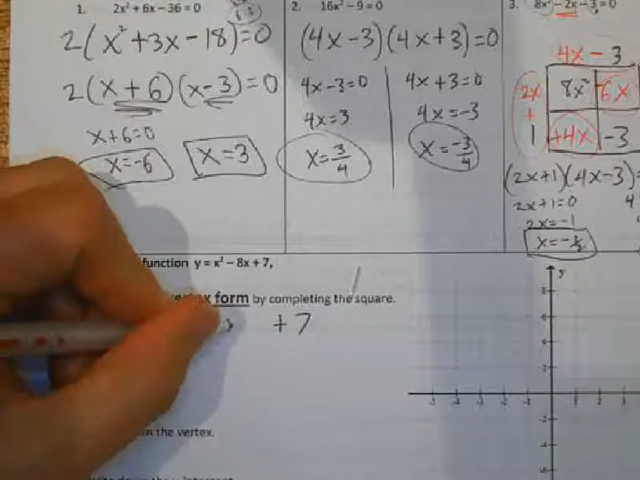 1. 2x² + 6x - 36 = 0
2(x² + 3x - 18) = 0
2(x + 6)(x - 3) = 0
x + 6 = 0
x = -6
x = 3
2. 16x² - 9 = 0
(4x - 3)(4x + 3) = 0
4x - 3 = 0
4x = 3
x = 3/4
4x + 3 = 0
4x = -3
x = -3/4
3. 8x² - 2x - 3 = 0
4x - 3
2x 8x² 6x
+
1 +4x -3
(2x + 1)(4x - 3) =
2x + 1 = 0 4
2x = -1
x = -1/2
function y = x² – 8x + 7,
vertex form by completing the square.
+ 7
the vertex.
y